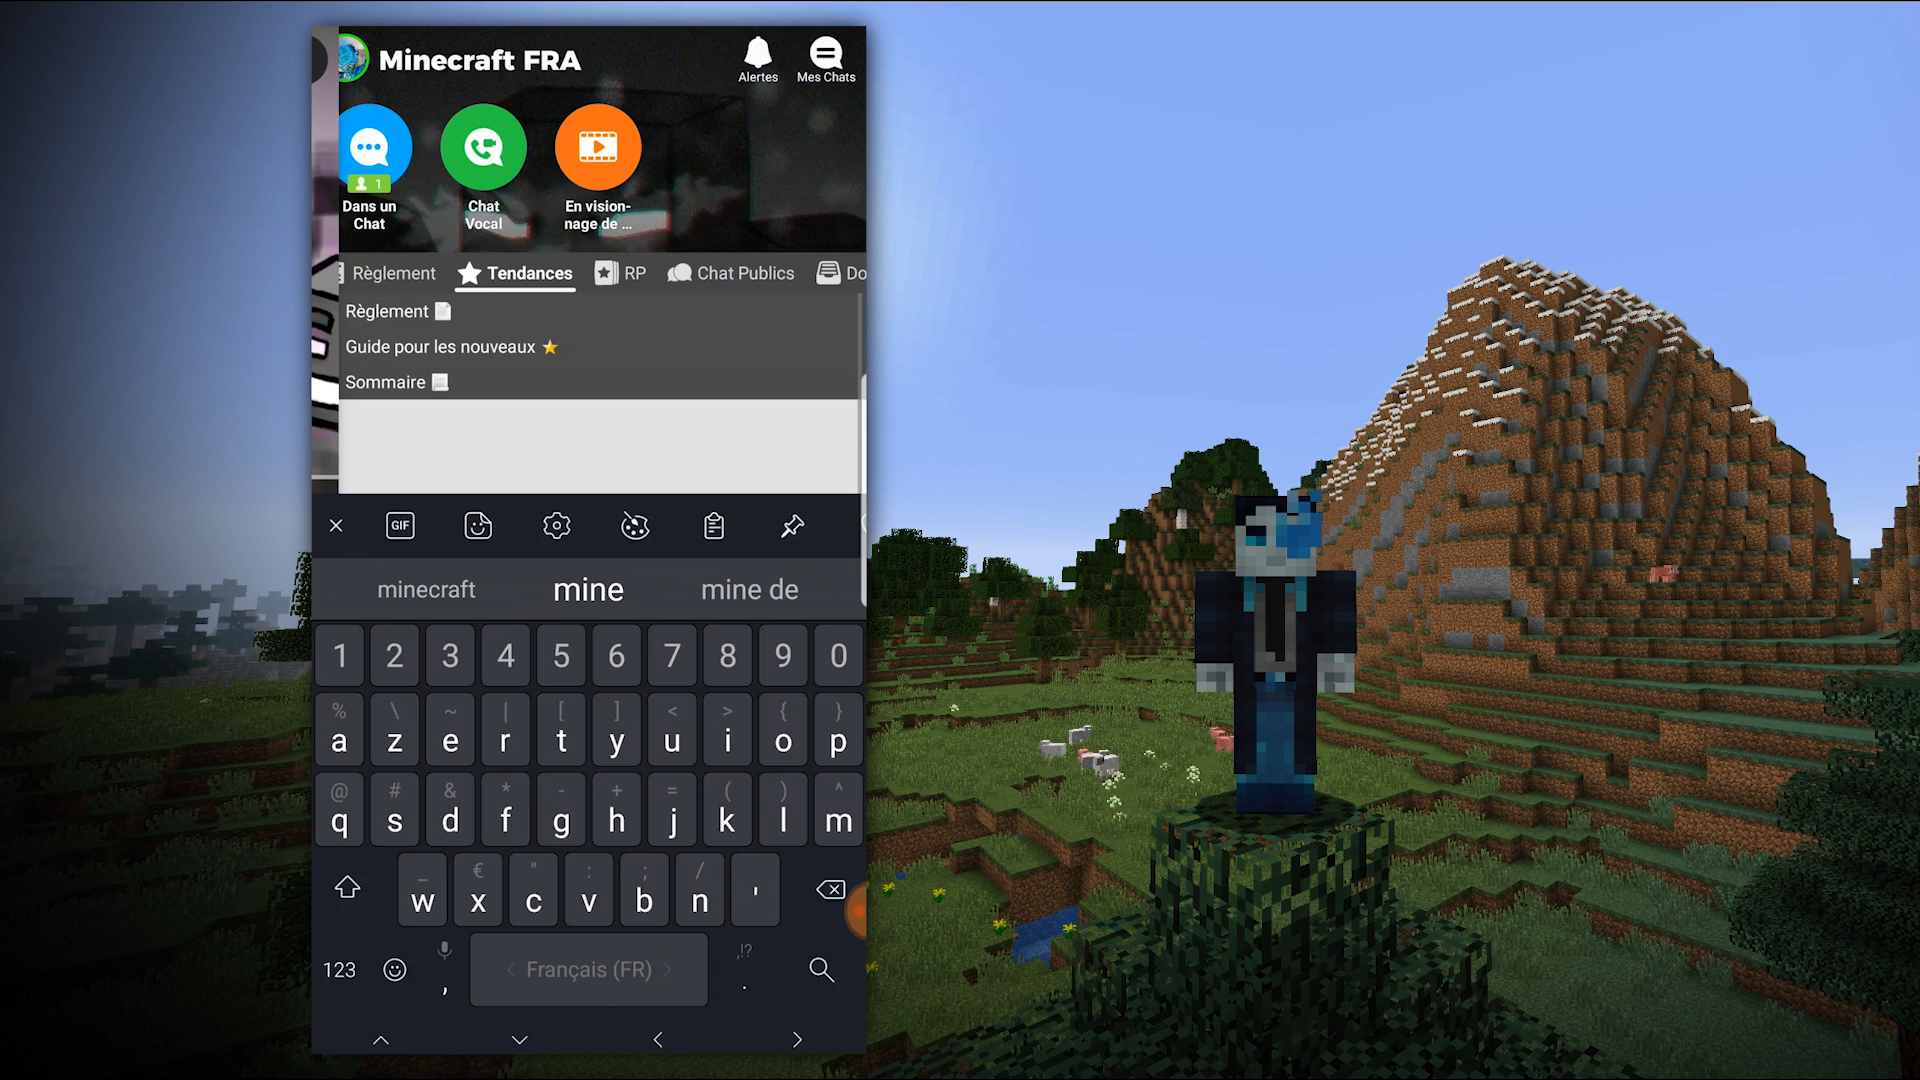 Minecraft FRA
Alertes
Mes Chats
1
Dans un
Chat
Chat
Vocal
En vision-
nage de ...
Règlement
Tendances
RP
Chat Publics
Do
Règlement
Guide pour les nouveaux
Sommaire
GIF
minecraft
mine
mine de
1 2 3 4 5 6 7 8 9 0
% \ ~ | [ ] < > { }
a z e r t y u i o p
@ # & * - + = ( ) ^
q s d f g h j k l m
_ € " : ; /
w x c v b n '
,!?
123 , < Français (FR) > .